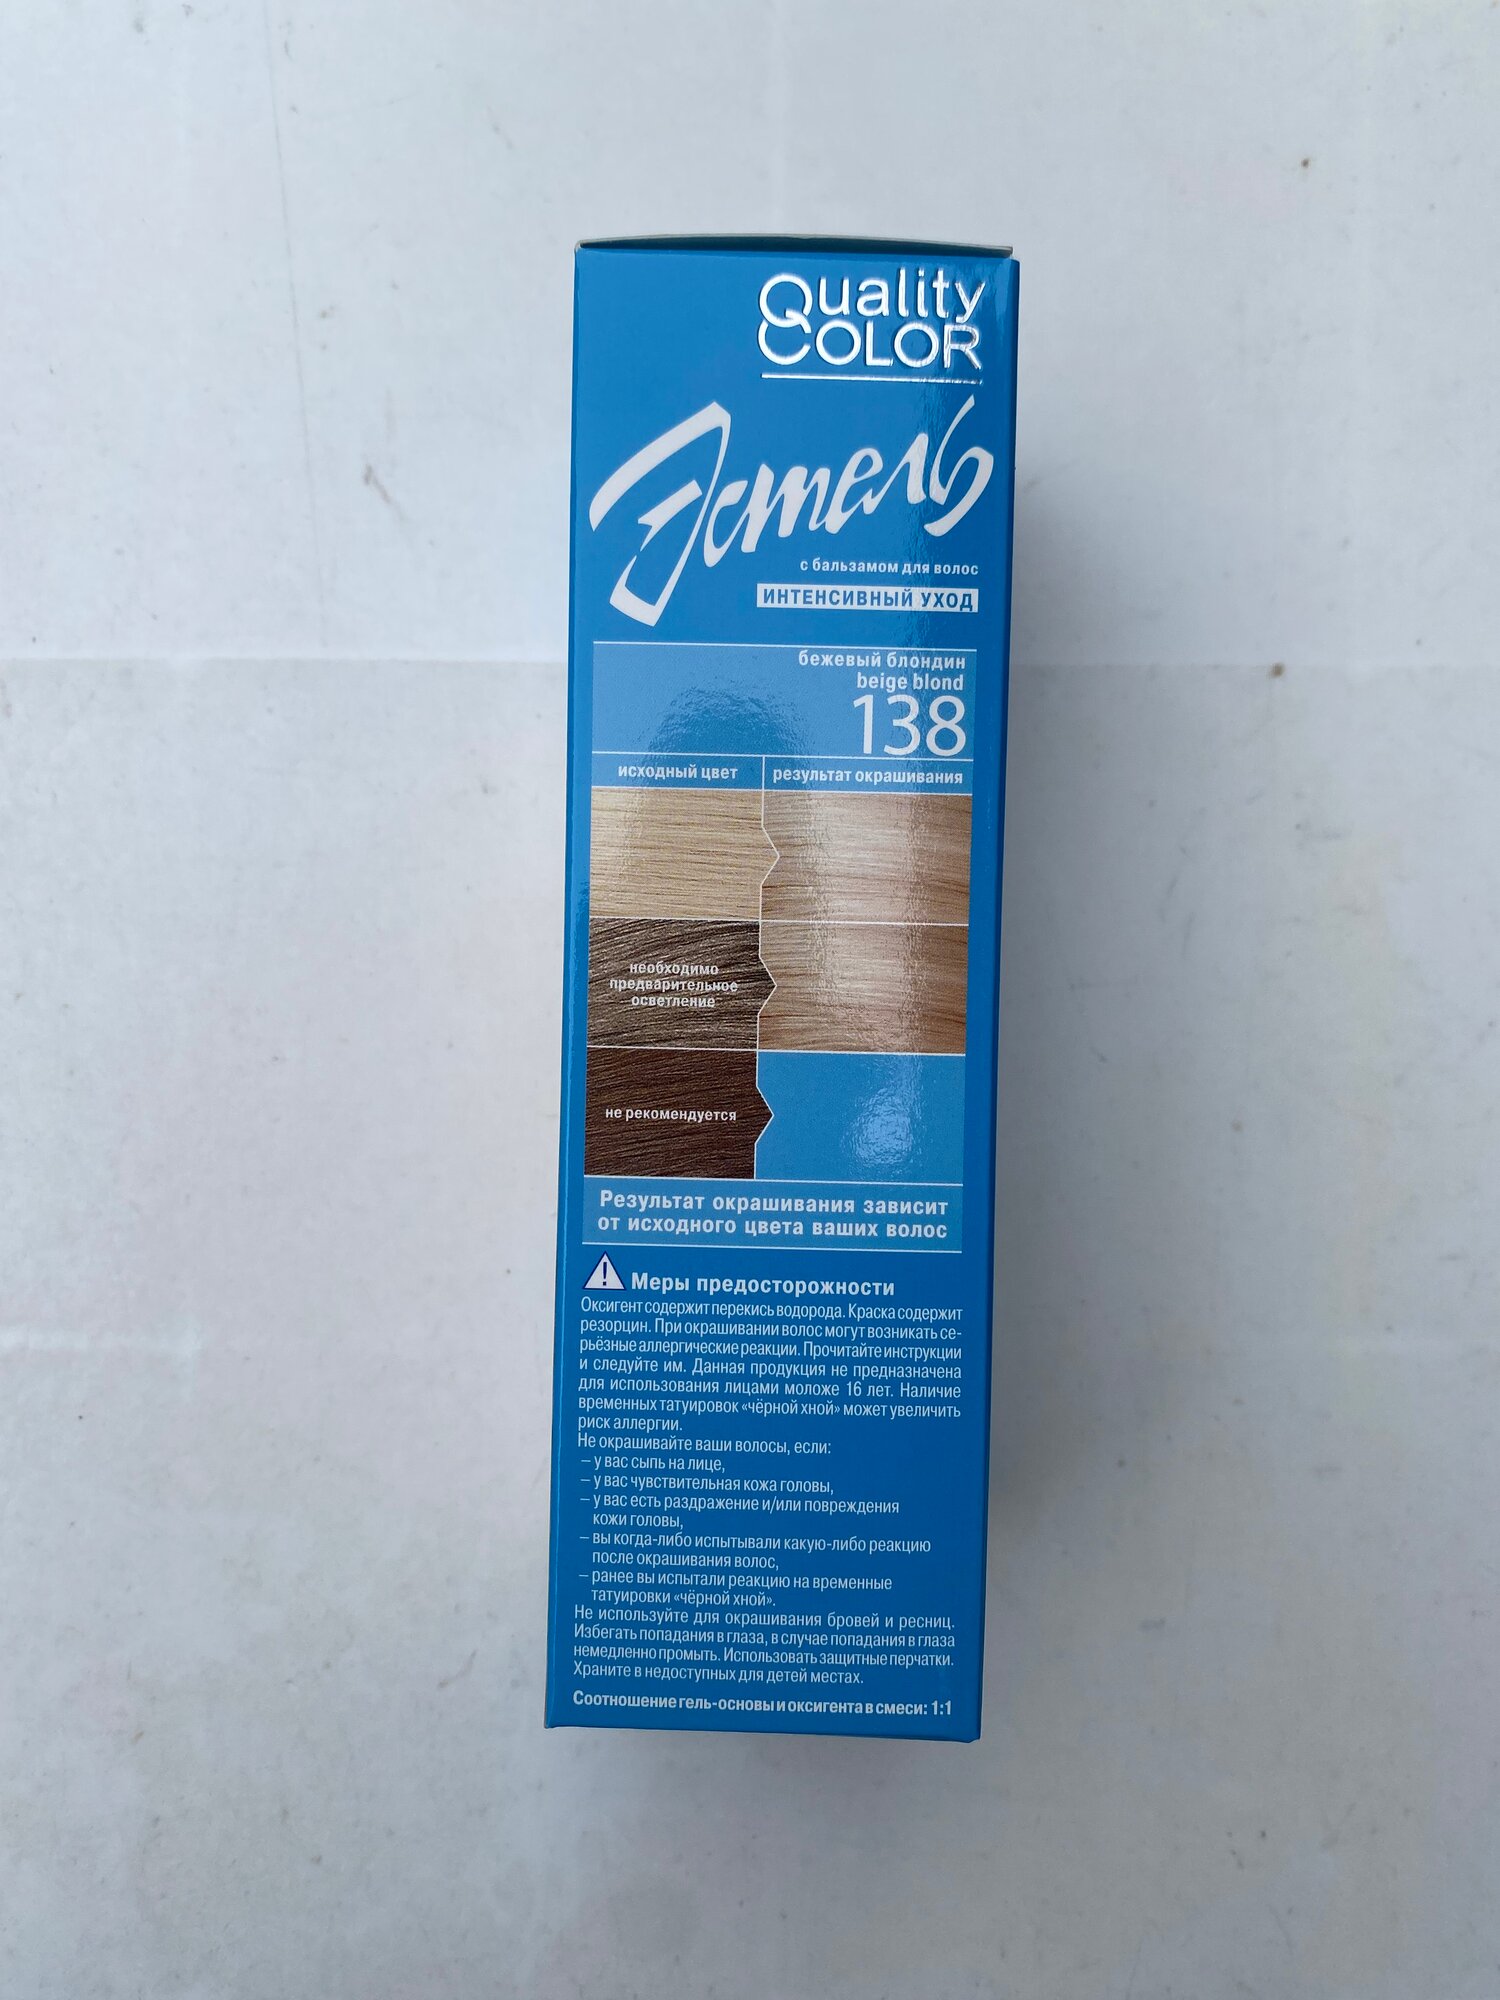 Quality
COLOR
Эстель
с бальзамом для волос
ИНТЕНСИВНЫЙ УХОД
бежевый блондин
beige blond
138
исходный цвет
результат окрашивания
необходимо
предварительное
осветление
не рекомендуется
Результат окрашивания зависит
от исходного цвета ваших волос
! Меры предосторожности
Оксигент содержит перекись водорода. Краска содержит
резорцин. При окрашивании волос могут возникать се-
рьёзные аллергические реакции. Прочитайте инструкции
и следуйте им. Данная продукция не предназначена
для использования лицами моложе 16 лет. Наличие
временных татуировок «чёрной хной» может увеличить
риск аллергии.
Не окрашивайте ваши волосы, если:
– у вас сыпь на лице,
– у вас чувствительная кожа головы,
– у вас есть раздражение и/или повреждения
кожи головы,
– вы когда-либо испытывали какую-либо реакцию
после окрашивания волос,
– ранее вы испытали реакцию на временные
татуировки «чёрной хной».
Не используйте для окрашивания бровей и ресниц.
Избегать попадания в глаза, в случае попадания в глаза
немедленно промыть. Использовать защитные перчатки.
Храните в недоступных для детей местах.
Соотношение гель-основы и оксигента в смеси: 1:1